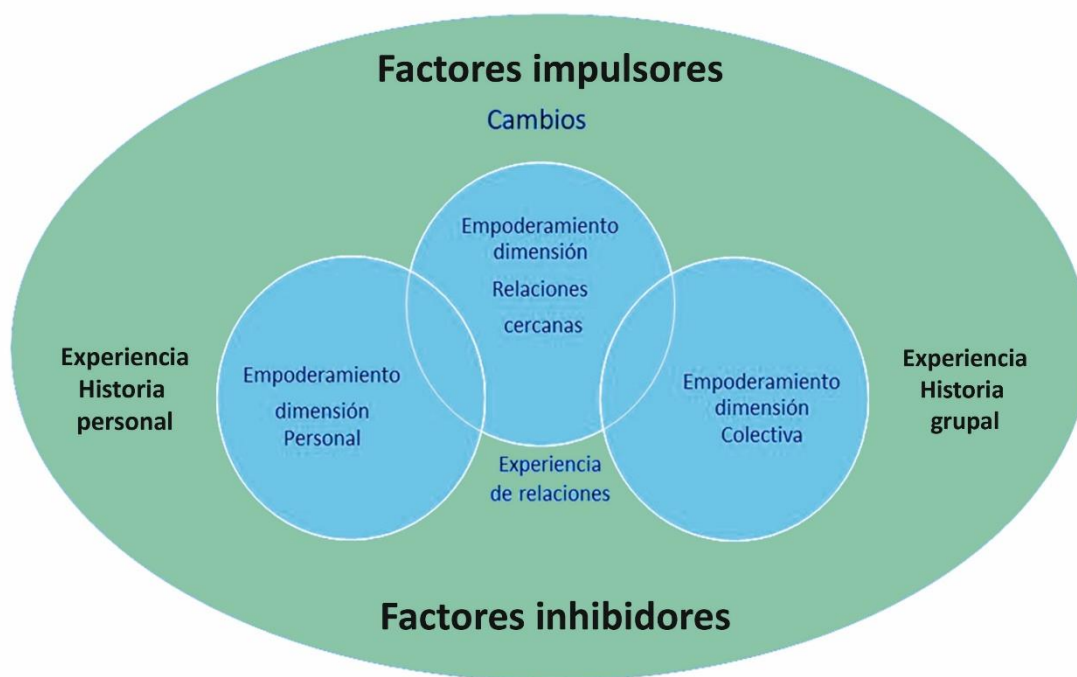 Factores impulsores
Cambios
Empoderamiento
dimensión
Relaciones
cercanas
Experiencia
Historia
personal
Empoderamiento
dimensión
Personal
Empoderamiento
dimensión
Colectiva
Experiencia
Historia
grupal
Experiencia
de relaciones
Factores inhibidores